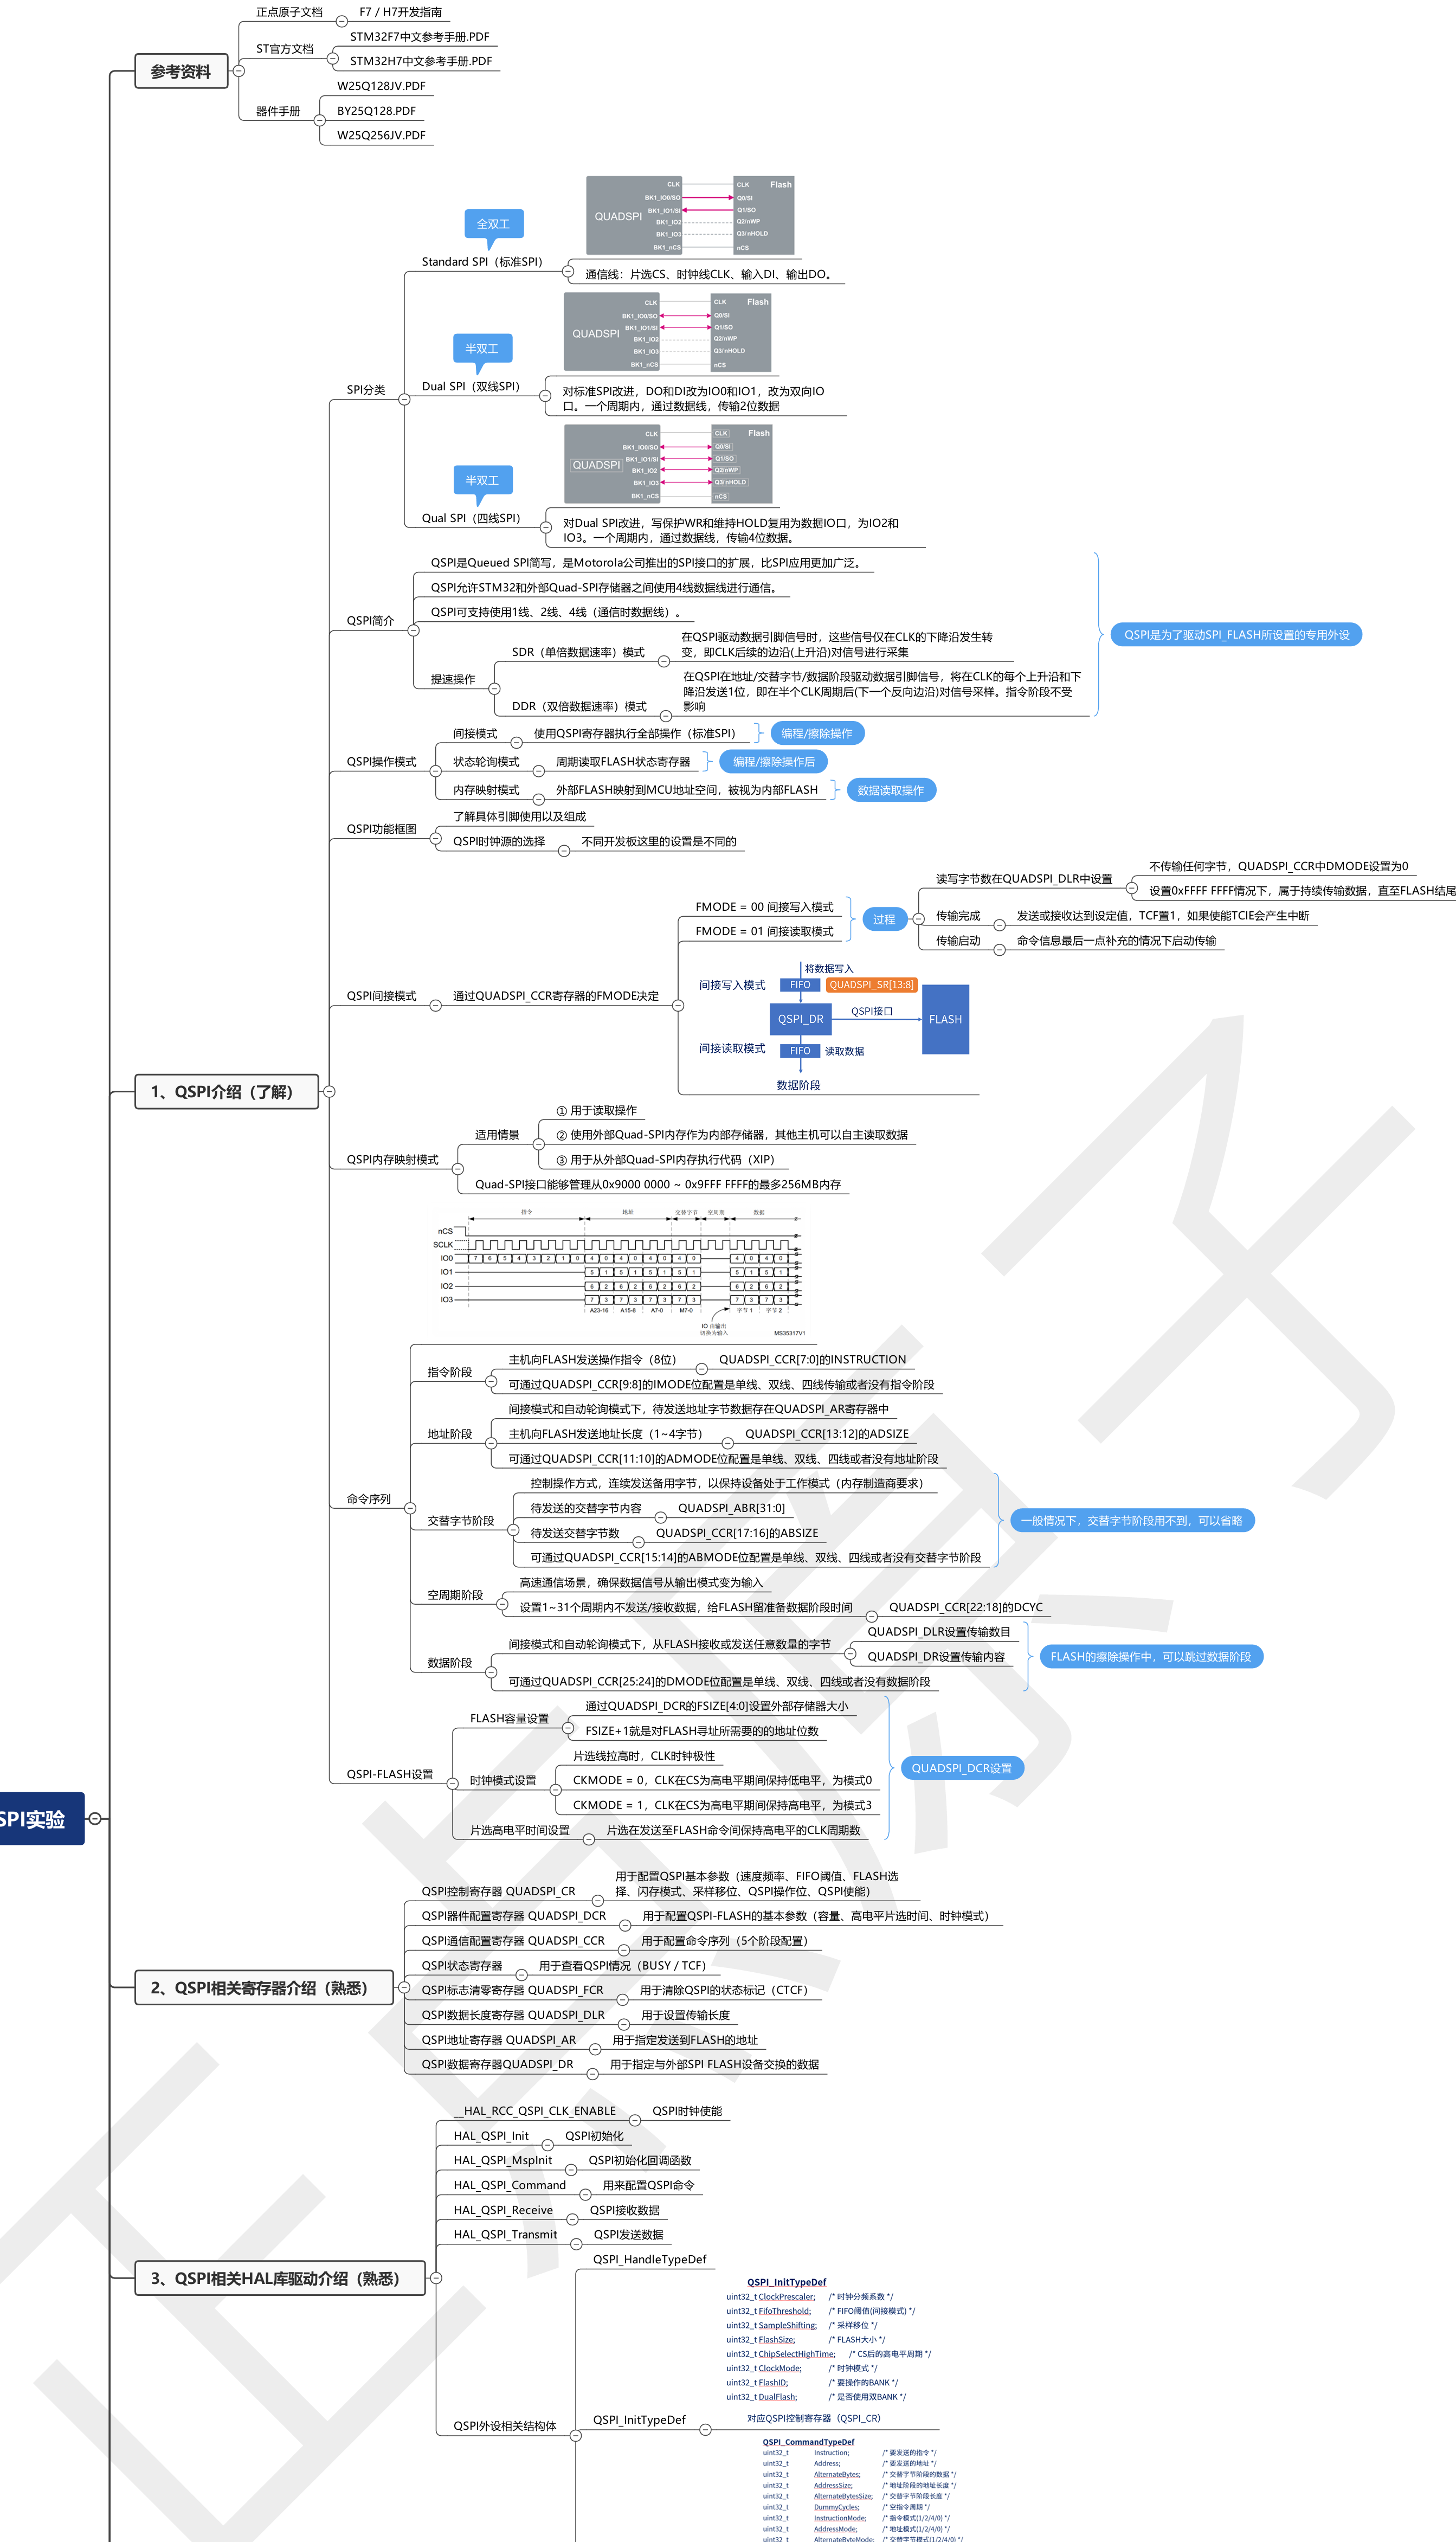 正点原子文档
F7 / H7开发指南
ST官方文档
STM32F7中文参考手册.PDF
STM32H7中文参考手册.PDF
参考资料
器件手册
W25Q128JV.PDF
BY25Q128.PDF
W25Q256JV.PDF
全双工
QUADSPI
CLK
BK1_IO0/SO
BK1_IO1/SI
BK1_IO2
BK1_IO3
BK1_nCS
CLK
Flash
Q0/SI
Q1/SO
Q2/nWP
Q3/nHOLD
nCS
Standard SPI（标准SPI）
通信线：片选CS、时钟线CLK、输入DI、输出DO。
半双工
QUADSPI
CLK
BK1_IO0/SO
BK1_IO1/SI
BK1_IO2
BK1_IO3
BK1_nCS
CLK
Flash
Q0/SI
Q1/SO
Q2/nWP
Q3/nHOLD
nCS
SPI分类
Dual SPI（双线SPI）
对标准SPI改进，DO和DI改为IO0和IO1，改为双向IO
口。一个周期内，通过数据线，传输2位数据
半双工
QUADSPI
CLK
BK1_IO0/SO
BK1_IO1/SI
BK1_IO2
BK1_IO3
BK1_nCS
CLK
Flash
Q0/SI
Q1/SO
Q2/nWP
Q3/nHOLD
nCS
Qual SPI（四线SPI）
对Dual SPI改进，写保护WR和维持HOLD复用为数据IO口，为IO2和
IO3。一个周期内，通过数据线，传输4位数据。
QSPI是Queued SPI简写，是Motorola公司推出的SPI接口的扩展，比SPI应用更加广泛。
QSPI允许STM32和外部Quad-SPI存储器之间使用4线数据线进行通信。
QSPI可支持使用1线、2线、4线（通信时数据线）。
QSPI简介
提速操作
SDR（单倍数据速率）模式
在QSPI驱动数据引脚信号时，这些信号仅在CLK的下降沿发生转
变，即CLK后续的边沿(上升沿)对信号进行采集
DDR（双倍数据速率）模式
在QSPI在地址/交替字节/数据阶段驱动数据引脚信号，将在CLK的每个上升沿和下
降沿发送1位，即在半个CLK周期后(下一个反向边沿)对信号采样。指令阶段不受
影响
QSPI是为了驱动SPI_FLASH所设置的专用外设
QSPI操作模式
间接模式
使用QSPI寄存器执行全部操作（标准SPI）
编程/擦除操作
状态轮询模式
周期读取FLASH状态寄存器
编程/擦除操作后
内存映射模式
外部FLASH映射到MCU地址空间，被视为内部FLASH
数据读取操作
QSPI功能框图
了解具体引脚使用以及组成
QSPI时钟源的选择
不同开发板这里的设置是不同的
1、QSPI介绍（了解）
QSPI间接模式
通过QUADSPI_CCR寄存器的FMODE决定
FMODE = 00 间接写入模式
FMODE = 01 间接读取模式
过程
读写字节数在QUADSPI_DLR中设置
不传输任何字节，QUADSPI_CCR中DMODE设置为0
设置0xFFFF FFFF情况下，属于持续传输数据，直至FLASH结尾
传输完成
发送或接收达到设定值，TCF置1，如果使能TCIE会产生中断
传输启动
命令信息最后一点补充的情况下启动传输
将数据写入
间接写入模式
FIFO
QUADSPI_SR[13:8]
QSPI_DR
QSPI接口
FLASH
间接读取模式
FIFO
读取数据
数据阶段
QSPI内存映射模式
适用情景
① 用于读取操作
② 使用外部Quad-SPI内存作为内部存储器，其他主机可以自主读取数据
③ 用于从外部Quad-SPI内存执行代码（XIP）
Quad-SPI接口能够管理从0x9000 0000 ~ 0x9FFF FFFF的最多256MB内存
指令 地址 交替字节 空周期 数据
nCS
SCLK
IO0 7 6 5 4 3 2 1 0 4 0 4 0 4 0 4 0 4 0 4 0
IO1 5 1 5 1 5 1 5 1 5 1 5 1
IO2 6 2 6 2 6 2 6 2 6 2 6 2
IO3 7 3 7 3 7 3 7 3 7 3 7 3
A23-16 A15-8 A7-0 M7-0 字节 1 字节 2
IO 由输出
切换为输入
MS35317V1
命令序列
指令阶段
主机向FLASH发送操作指令（8位）
QUADSPI_CCR[7:0]的INSTRUCTION
可通过QUADSPI_CCR[9:8]的IMODE位配置是单线、双线、四线传输或者没有指令阶段
地址阶段
间接模式和自动轮询模式下，待发送地址字节数据存在QUADSPI_AR寄存器中
主机向FLASH发送地址长度（1~4字节）
QUADSPI_CCR[13:12]的ADSIZE
可通过QUADSPI_CCR[11:10]的ADMODE位配置是单线、双线、四线或者没有地址阶段
交替字节阶段
控制操作方式，连续发送备用字节，以保持设备处于工作模式（内存制造商要求）
待发送的交替字节内容
QUADSPI_ABR[31:0]
待发送交替字节数
QUADSPI_CCR[17:16]的ABSIZE
可通过QUADSPI_CCR[15:14]的ABMODE位配置是单线、双线、四线或者没有交替字节阶段
一般情况下，交替字节阶段用不到，可以省略
空周期阶段
高速通信场景，确保数据信号从输出模式变为输入
设置1~31个周期内不发送/接收数据，给FLASH留准备数据阶段时间
QUADSPI_CCR[22:18]的DCYC
数据阶段
间接模式和自动轮询模式下，从FLASH接收或发送任意数量的字节
QUADSPI_DLR设置传输数目
QUADSPI_DR设置传输内容
可通过QUADSPI_CCR[25:24]的DMODE位配置是单线、双线、四线或者没有数据阶段
FLASH的擦除操作中，可以跳过数据阶段
QSPI-FLASH设置
FLASH容量设置
通过QUADSPI_DCR的FSIZE[4:0]设置外部存储器大小
FSIZE+1就是对FLASH寻址所需要的的地址位数
时钟模式设置
片选线拉高时，CLK时钟极性
CKMODE = 0，CLK在CS为高电平期间保持低电平，为模式0
CKMODE = 1，CLK在CS为高电平期间保持高电平，为模式3
片选高电平时间设置
片选在发送至FLASH命令间保持高电平的CLK周期数
QUADSPI_DCR设置
SPI实验
2、QSPI相关寄存器介绍（熟悉）
QSPI控制寄存器 QUADSPI_CR
用于配置QSPI基本参数（速度频率、FIFO阈值、FLASH选
择、闪存模式、采样移位、QSPI操作位、QSPI使能）
QSPI器件配置寄存器 QUADSPI_DCR
用于配置QSPI-FLASH的基本参数（容量、高电平片选时间、时钟模式）
QSPI通信配置寄存器 QUADSPI_CCR
用于配置命令序列（5个阶段配置）
QSPI状态寄存器
用于查看QSPI情况（BUSY / TCF）
QSPI标志清零寄存器 QUADSPI_FCR
用于清除QSPI的状态标记（CTCF）
QSPI数据长度寄存器 QUADSPI_DLR
用于设置传输长度
QSPI地址寄存器 QUADSPI_AR
用于指定发送到FLASH的地址
QSPI数据寄存器QUADSPI_DR
用于指定与外部SPI FLASH设备交换的数据
3、QSPI相关HAL库驱动介绍（熟悉）
__HAL_RCC_QSPI_CLK_ENABLE
QSPI时钟使能
HAL_QSPI_Init
QSPI初始化
HAL_QSPI_MspInit
QSPI初始化回调函数
HAL_QSPI_Command
用来配置QSPI命令
HAL_QSPI_Receive
QSPI接收数据
HAL_QSPI_Transmit
QSPI发送数据
QSPI外设相关结构体
QSPI_HandleTypeDef
QSPI_InitTypeDef
uint32_t ClockPrescaler; /* 时钟分频系数 */
uint32_t FifoThreshold; /* FIFO阈值(间接模式) */
uint32_t SampleShifting; /* 采样移位 */
uint32_t FlashSize; /* FLASH大小 */
uint32_t ChipSelectHighTime; /* CS后的高电平周期 */
uint32_t ClockMode; /* 时钟模式 */
uint32_t FlashID; /* 要操作的BANK */
uint32_t DualFlash; /* 是否使用双BANK */
QSPI_InitTypeDef
对应QSPI控制寄存器（QSPI_CR）
QSPI_CommandTypeDef
uint32_t Instruction; /* 要发送的指令 */
uint32_t Address; /* 要发送的地址 */
uint32_t AlternateBytes; /* 交替字节阶段的数据 */
uint32_t AddressSize; /* 地址阶段的地址长度 */
uint32_t AlternateBytesSize; /* 交替字节阶段长度 */
uint32_t DummyCycles; /* 空指令周期 */
uint32_t InstructionMode; /* 指令模式(1/2/4/0) */
uint32_t AddressMode; /* 地址模式(1/2/4/0) */
uint32_t AlternateByteMode; /* 交替字节模式(1/2/4/0) */
正点原子